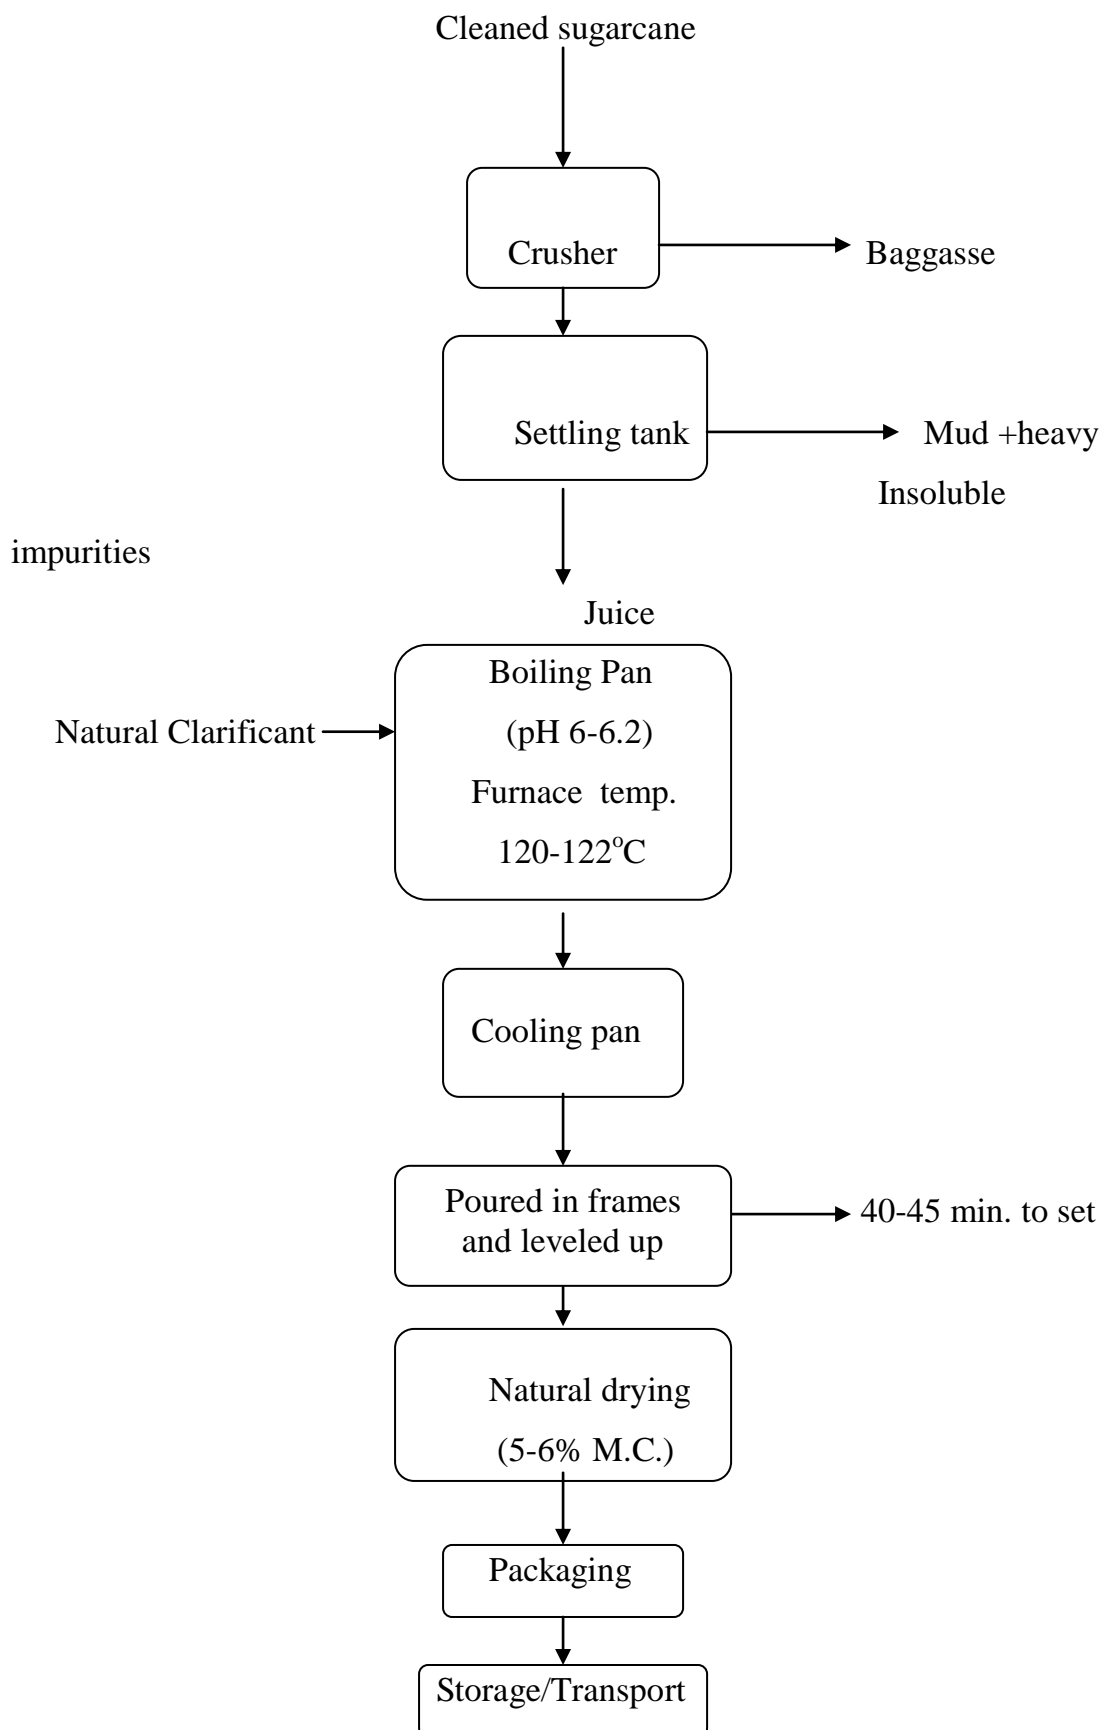 Cleaned sugarcane
Crusher
Baggasse
Settling tank
Mud +heavy
Insoluble
impurities
Juice
Boiling Pan
Natural Clarificant
(pH 6-6.2)
Furnace temp.
120-122°C
Cooling pan
Poured in frames
and leveled up
40-45 min. to set
Natural drying
(5-6% M.C.)
Packaging
Storage/Transport